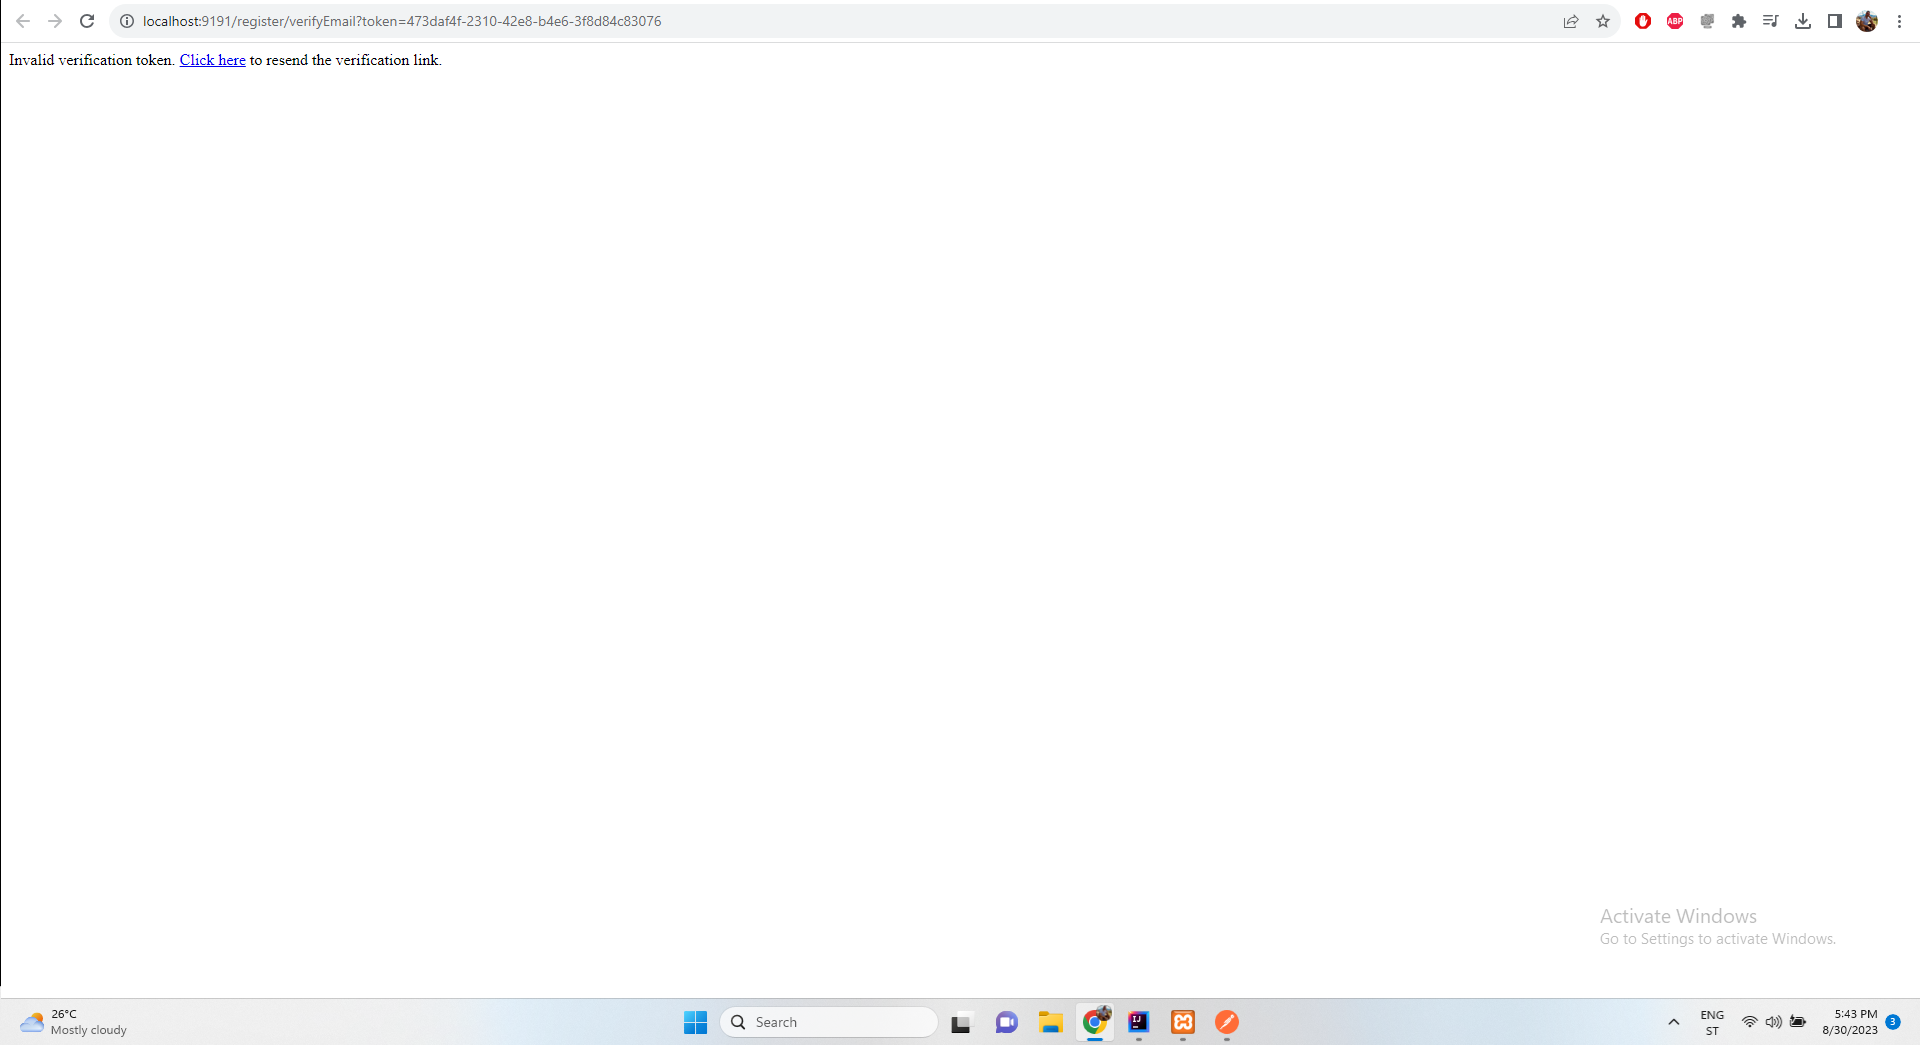 localhost:9191/register/verifyEmail?token=473daf4f-2310-42e8-b4e6-3f8d84c83076
ABP
Invalid verification token. Click here to resend the verification link.
Activate Windows
Go to Settings to activate Windows.
26°C
Mostly cloudy
Search
IJ
ENG
ST
5:43 PM
8/30/2023
3